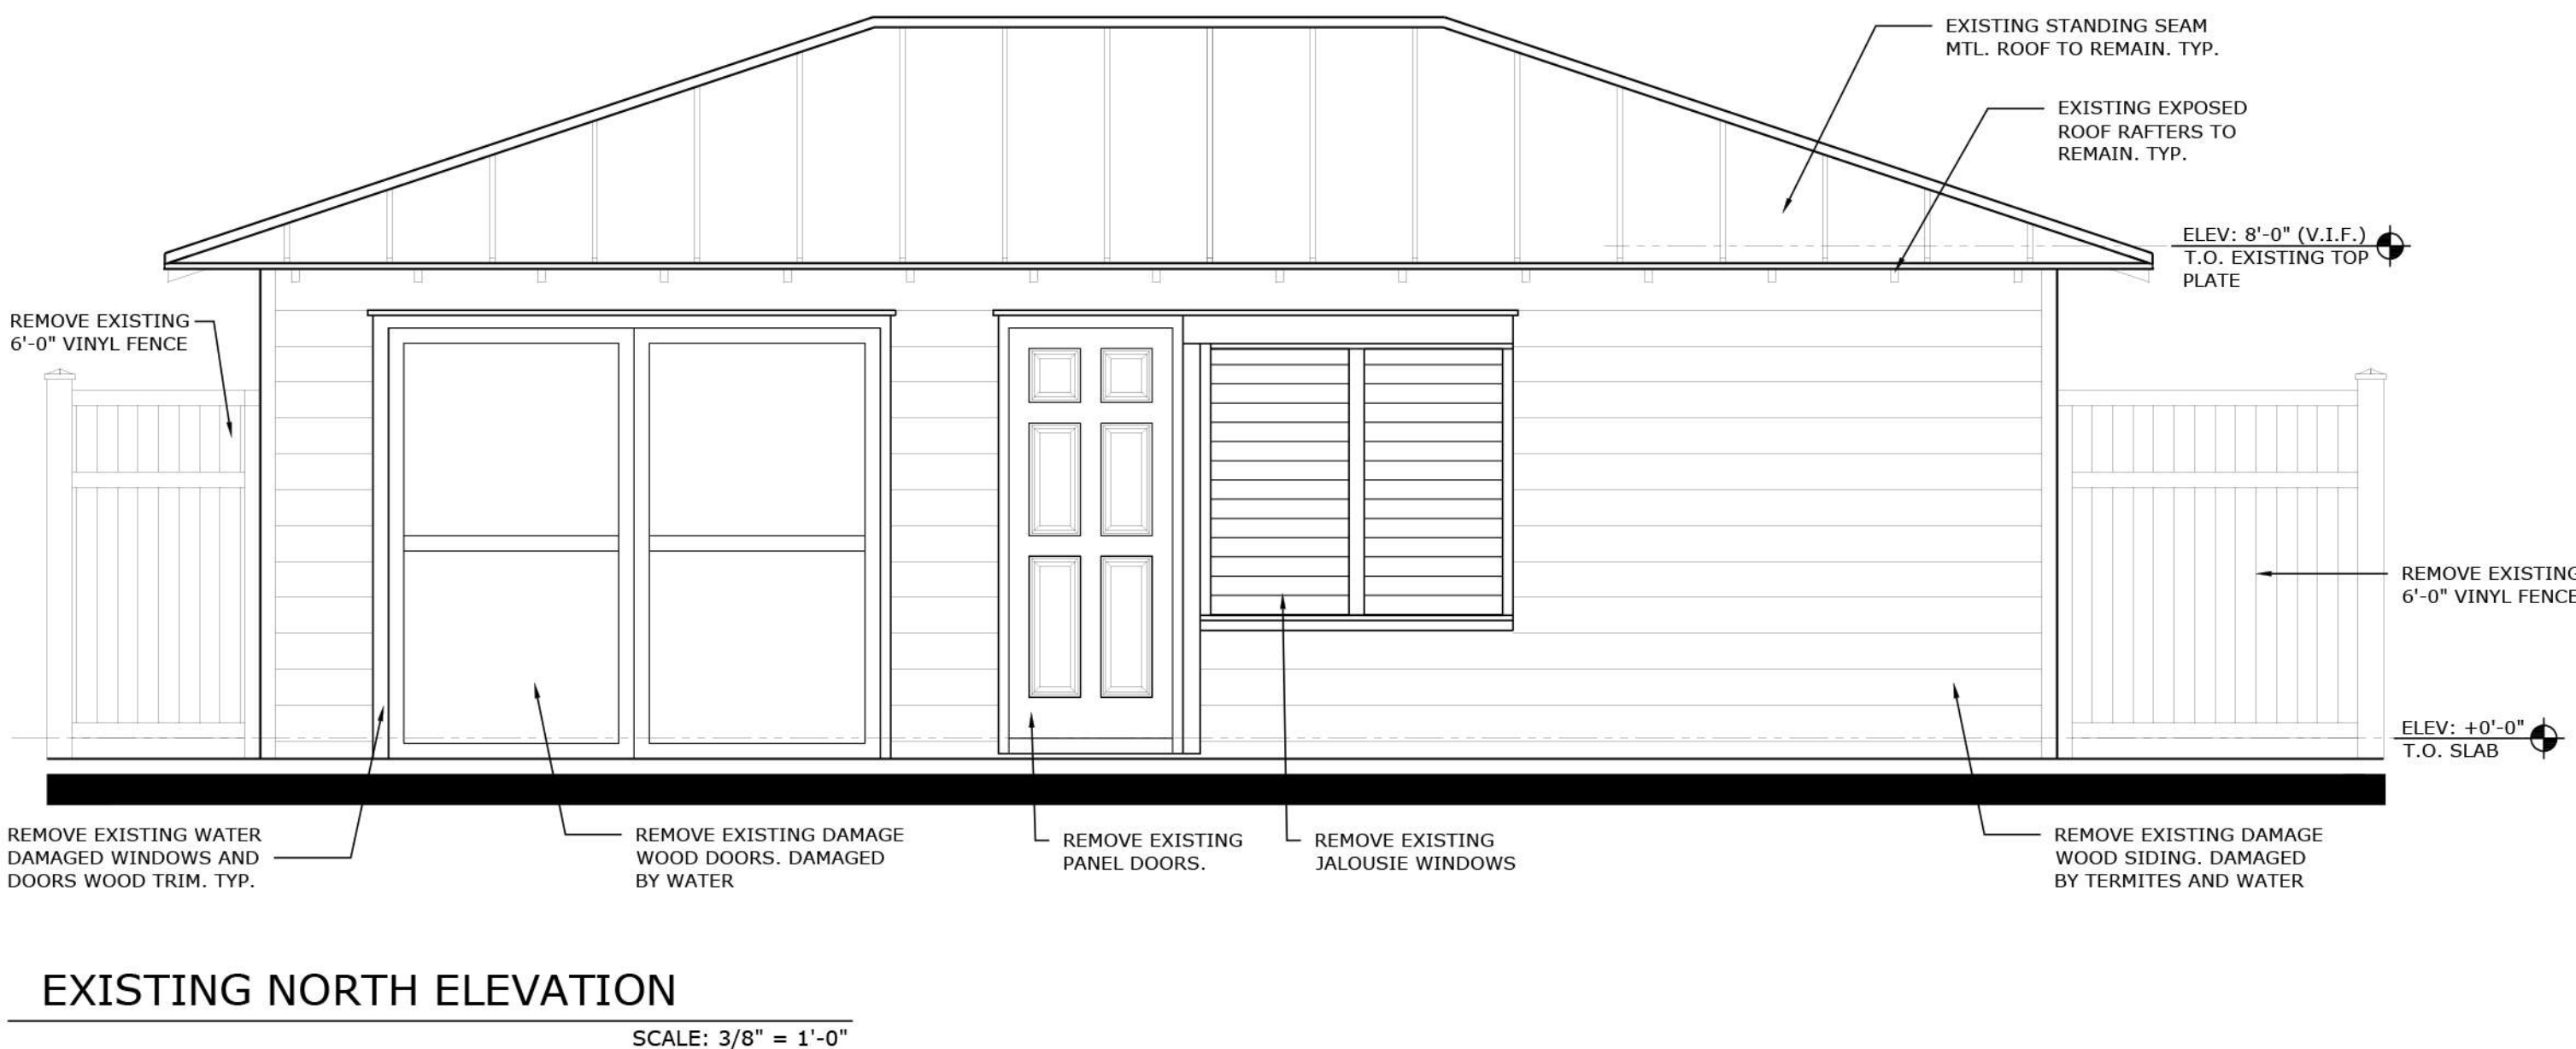 EXISTING STANDING SEAM
MTL. ROOF TO REMAIN. TYP.
EXISTING EXPOSED
ROOF RAFTERS TO
REMAIN. TYP.
ELEV: 8'-0" (V.I.F.)
T.O. EXISTING TOP
PLATE
REMOVE EXISTING
6'-0" VINYL FENCE
REMOVE EXISTING
6'-0" VINYL FENCE
ELEV: +0'-0"
T.O. SLAB
REMOVE EXISTING WATER
DAMAGED WINDOWS AND
DOORS WOOD TRIM. TYP.
REMOVE EXISTING DAMAGE
WOOD DOORS. DAMAGED
BY WATER
REMOVE EXISTING
PANEL DOORS.
REMOVE EXISTING
JALOUSIE WINDOWS
REMOVE EXISTING DAMAGE
WOOD SIDING. DAMAGED
BY TERMITES AND WATER
EXISTING NORTH ELEVATION
SCALE: 3/8" = 1'-0"